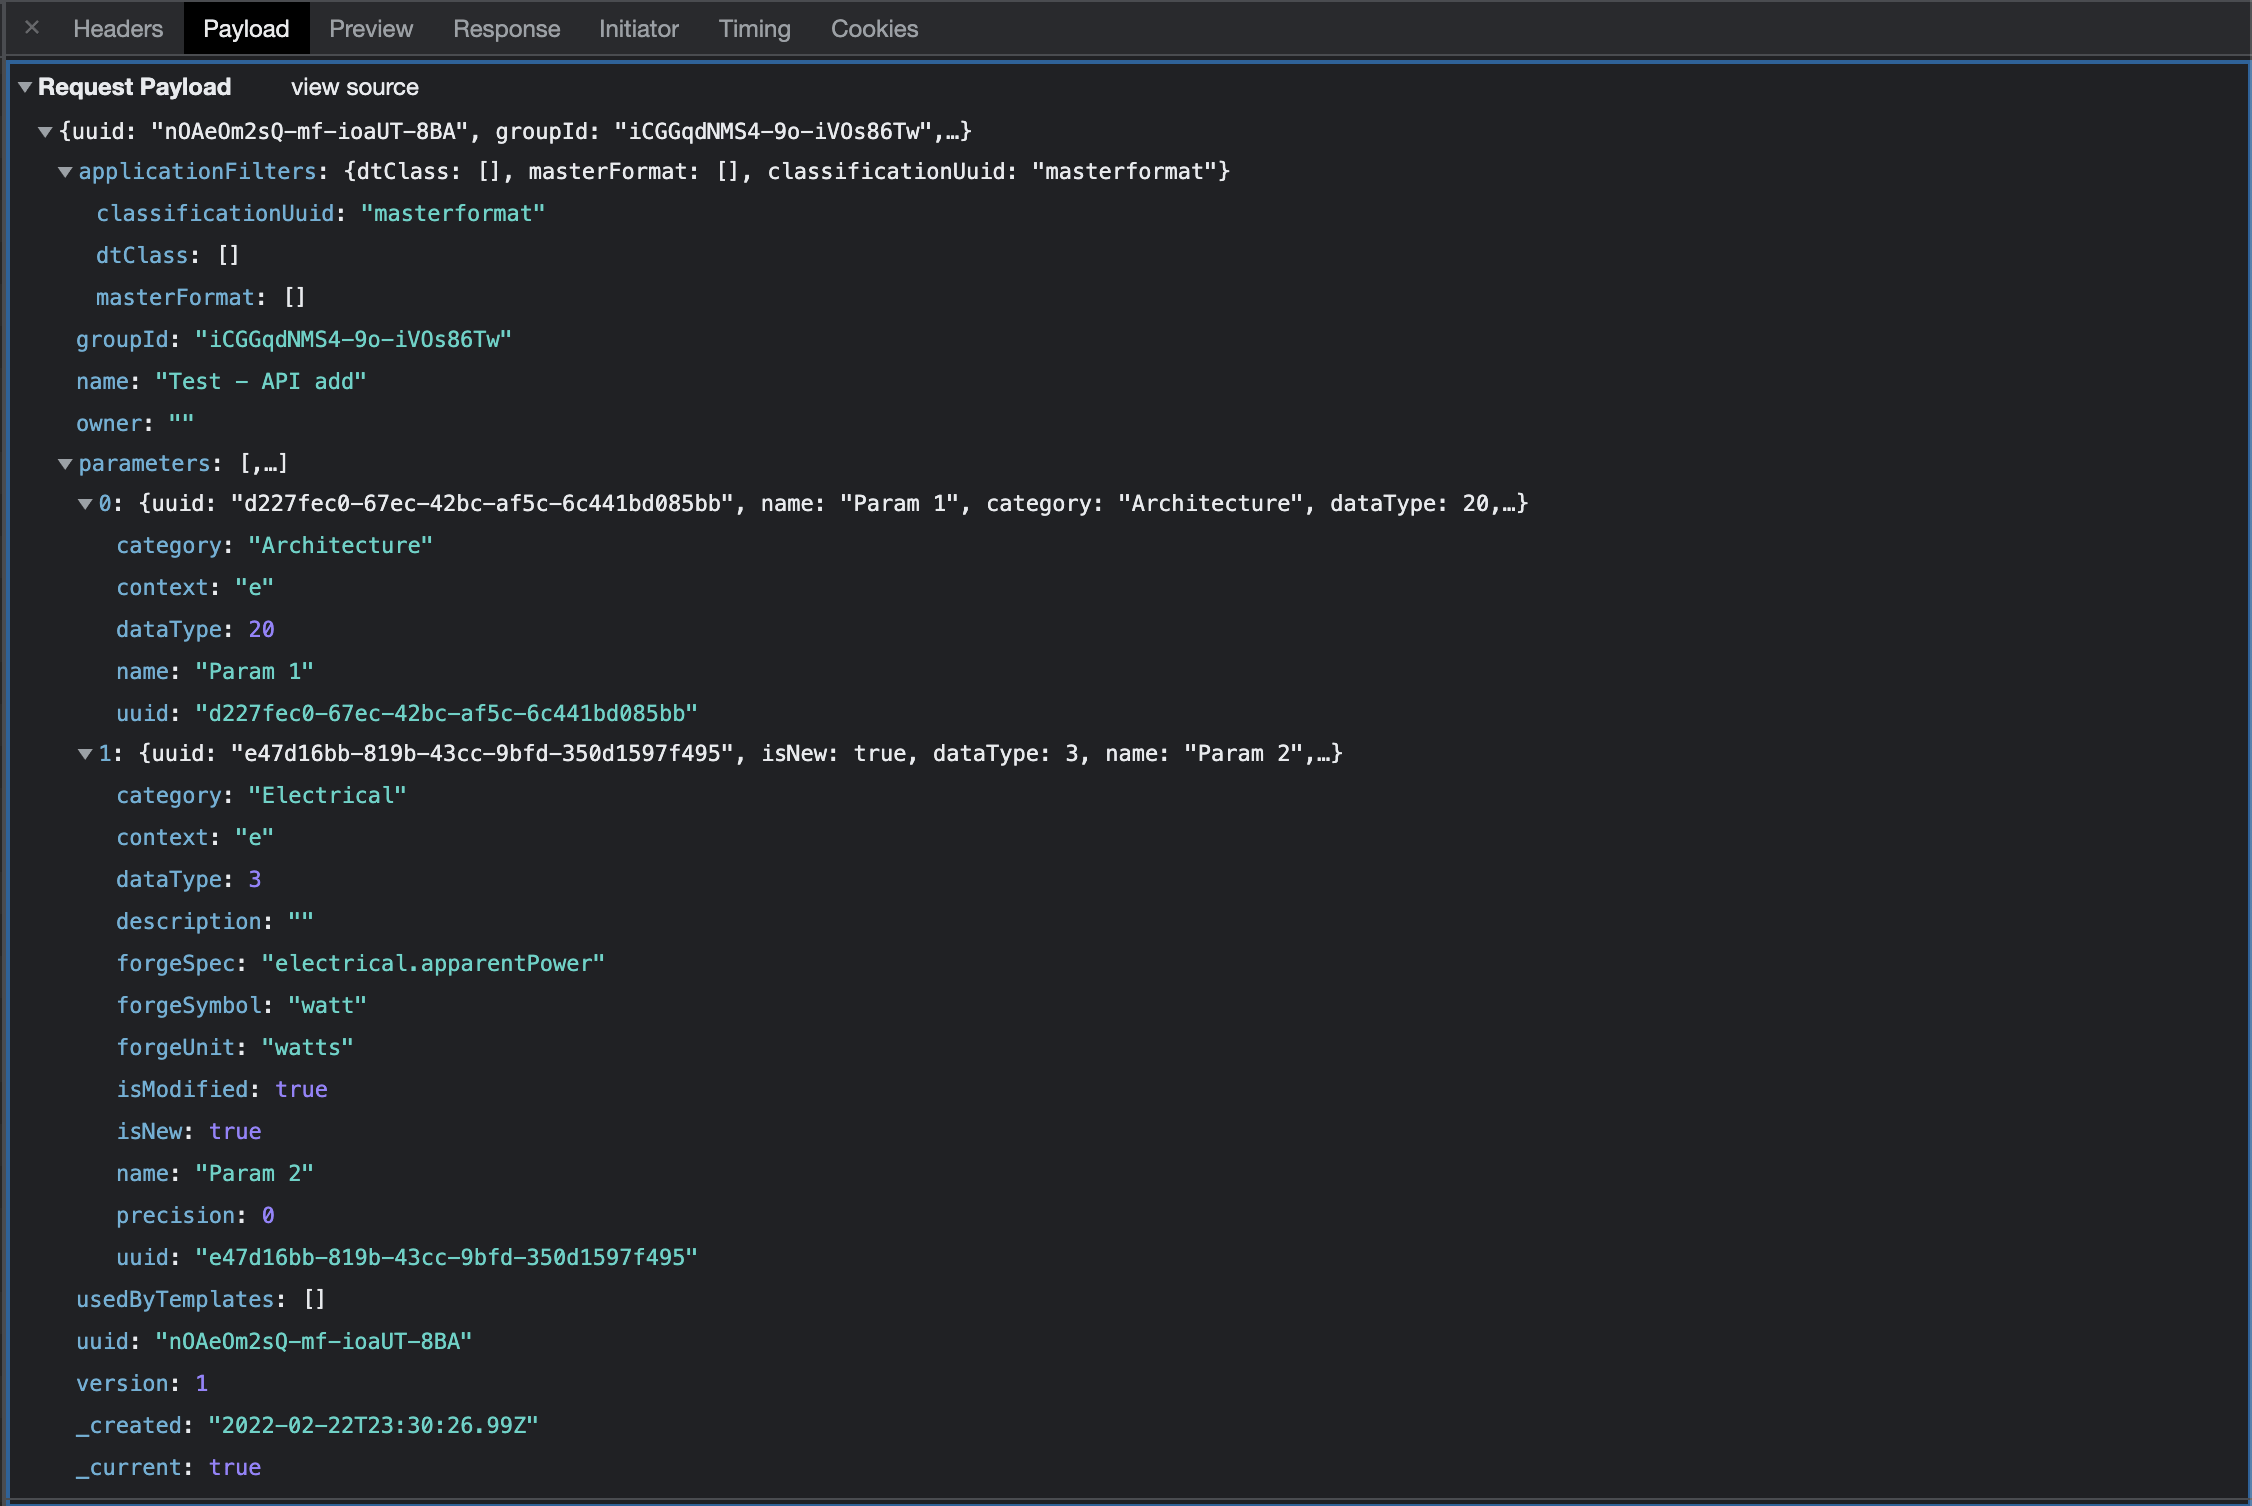 × Headers Payload Preview Response Initiator Timing Cookies
▼Request Payload view source
▼{uuid: "nOAeOm2sQ-mf-ioaUT-8BA", groupId: "iCGGqdNMS4-9o-iVOs86Tw",…}
▼applicationFilters: {dtClass: [], masterFormat: [], classificationUuid: "masterformat"}
classificationUuid: "masterformat"
dtClass: []
masterFormat: []
groupId: "iCGGqdNMS4-9o-iVOs86Tw"
name: "Test - API add"
owner: ""
▼parameters: [,…]
▼0: {uuid: "d227fec0-67ec-42bc-af5c-6c441bd085bb", name: "Param 1", category: "Architecture", dataType: 20,…}
category: "Architecture"
context: "e"
dataType: 20
name: "Param 1"
uuid: "d227fec0-67ec-42bc-af5c-6c441bd085bb"
▼1: {uuid: "e47d16bb-819b-43cc-9bfd-350d1597f495", isNew: true, dataType: 3, name: "Param 2",…}
category: "Electrical"
context: "e"
dataType: 3
description: ""
forgeSpec: "electrical.apparentPower"
forgeSymbol: "watt"
forgeUnit: "watts"
isModified: true
isNew: true
name: "Param 2"
precision: 0
uuid: "e47d16bb-819b-43cc-9bfd-350d1597f495"
usedByTemplates: []
uuid: "nOAeOm2sQ-mf-ioaUT-8BA"
version: 1
_created: "2022-02-22T23:30:26.99Z"
_current: true